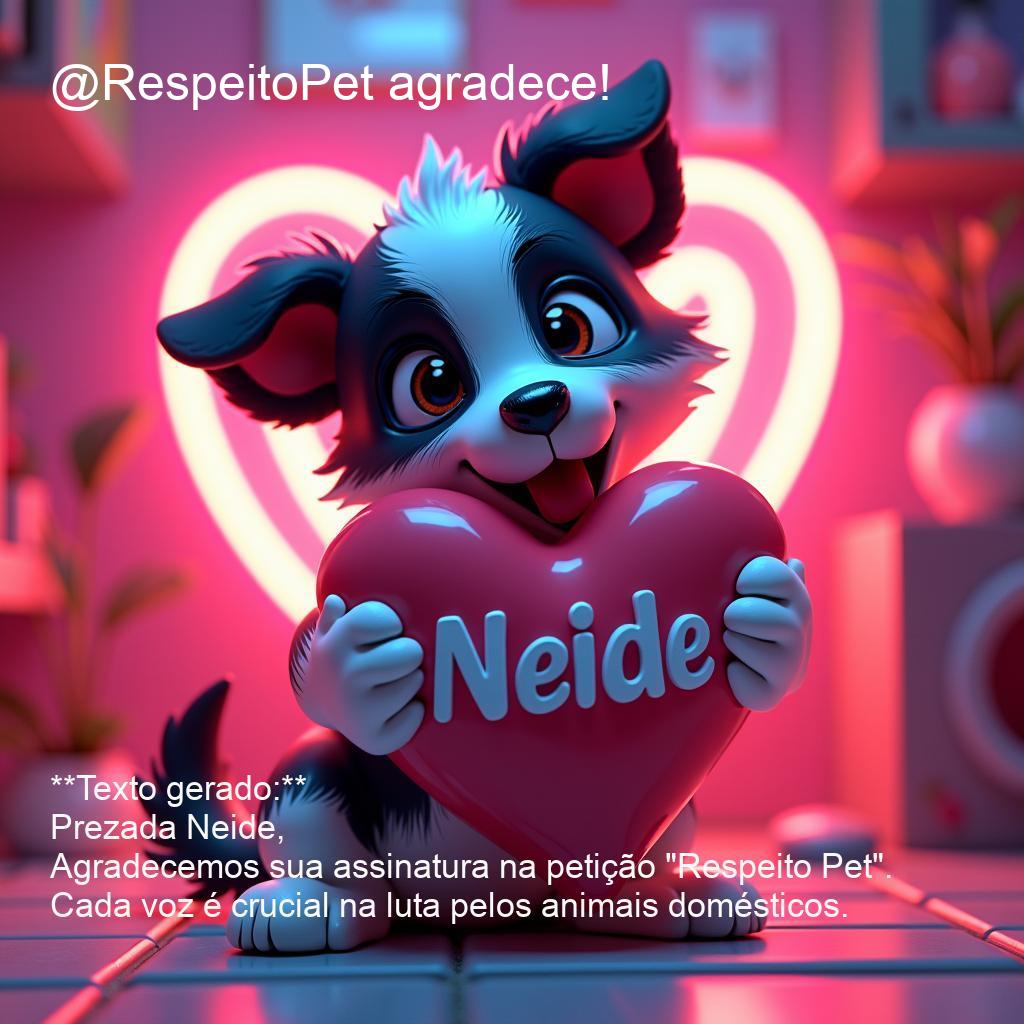 @RespeitoPet agradece!
Neide
**Texto gerado:**
Prezada Neide,
Agradecemos sua assinatura na petição "Respeito Pet".
Cada voz é crucial na luta pelos animais domésticos.